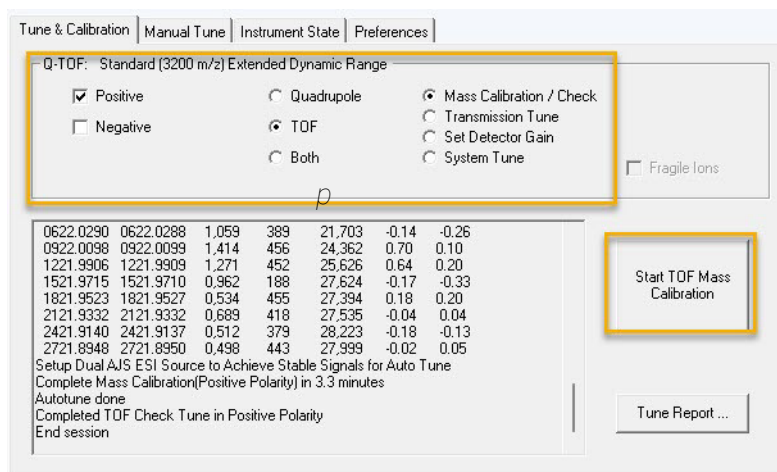 Tune & Calibration Manual Tune Instrument State Preferences
Q-TOF: Standard (3200 m/z) Extended Dynamic Range
Positive Quadrupole Mass Calibration / Check
Transmission Tune
Negative TOF Set Detector Gain
Both System Tune
Fragile Ions
p
0622.0290 0622.0288 1,059 389 21,703 -0.14 -0.26
0922.0098 0922.0099 1,414 456 24,362 0.70 0.10
1221.9906 1221.9909 1,271 452 25,626 0.64 0.20
1521.9715 1521.9710 0,962 188 27,624 -0.17 -0.33
1821.9523 1821.9527 0,534 455 27,394 0.18 0.20
2121.9332 2121.9332 0,689 418 27,535 -0.04 0.04
2421.9140 2421.9137 0,512 379 28,223 -0.18 -0.13
2721.8948 2721.8950 0,498 443 27,999 -0.02 0.05
Setup Dual AJS ESI Source to Achieve Stable Signals for Auto Tune
Complete Mass Calibration(Positive Polarity) in 3.3 minutes
Autotune done
Completed TOF Check Tune in Positive Polarity
End session
Start TOF Mass
Calibration
Tune Report ...